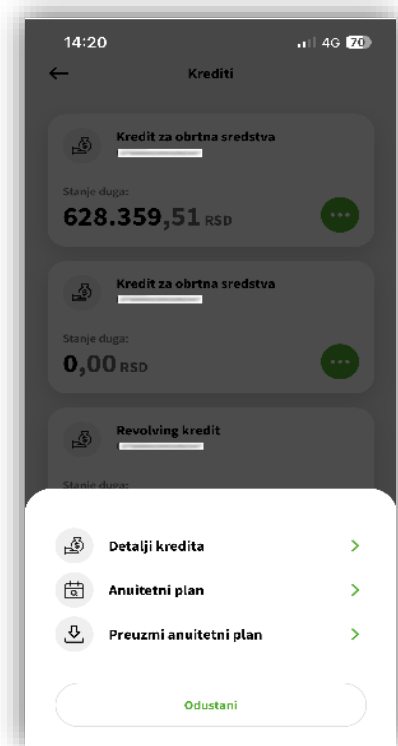 14:20 4G 70
Krediti
Kredit za obrtna sredstva
Stanje duga:
628.359,51 RSD
Kredit za obrtna sredstva
Stanje duga:
0,00 RSD
Revolving kredit
Stanje duga:
Detalji kredita
Anuitetni plan
Preuzmi anuitetni plan
Odustani